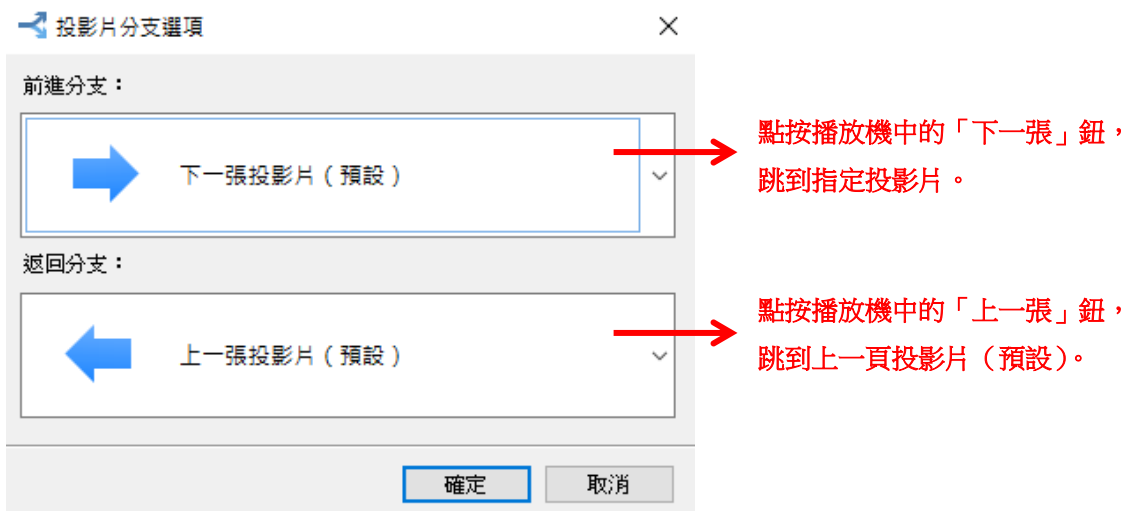 投影片分支選項
前進分支：
下一張投影片（預設）
點按播放機中的「下一張」鈕，
跳到指定投影片。
返回分支：
上一張投影片（預設）
點按播放機中的「上一張」鈕，
跳到上一頁投影片（預設）。
確定
取消